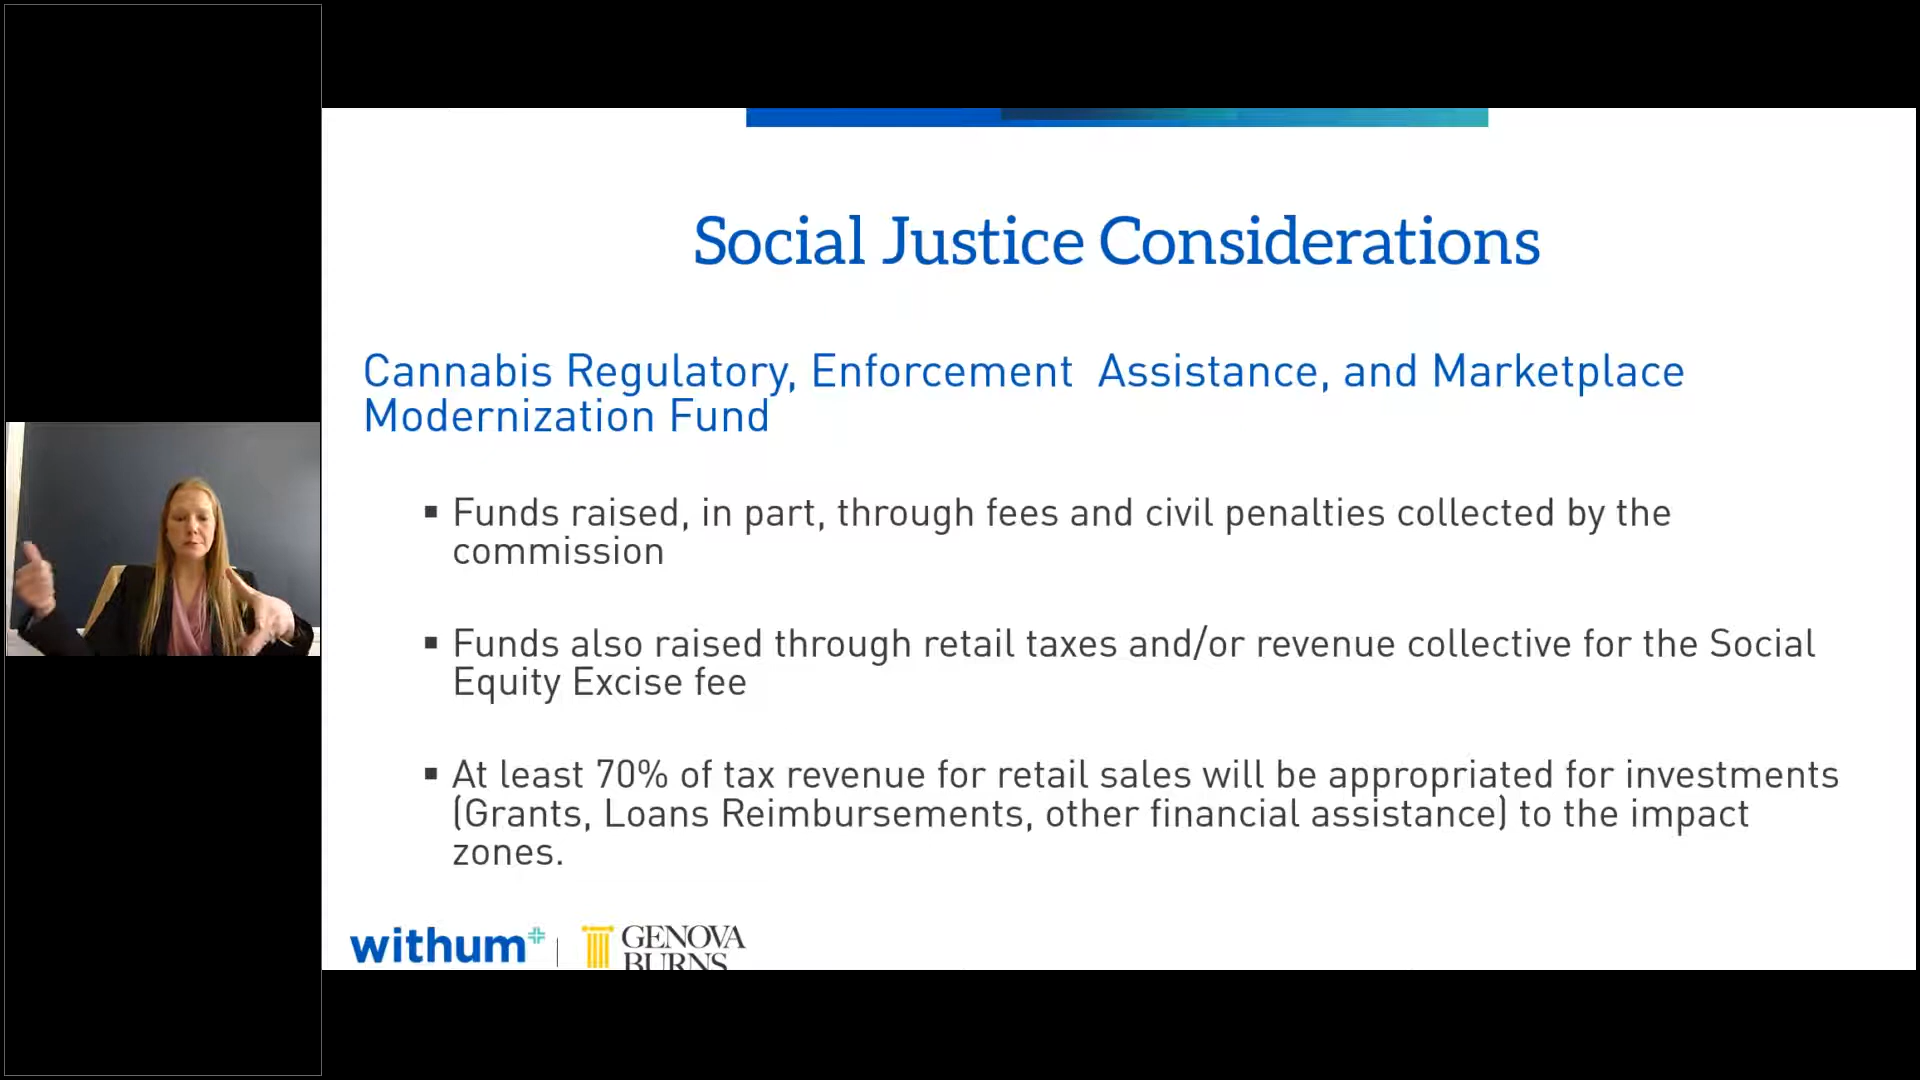 Social Justice Considerations
Cannabis Regulatory, Enforcement Assistance, and Marketplace
Modernization Fund
▪ Funds raised, in part, through fees and civil penalties collected by the
commission
▪ Funds also raised through retail taxes and/or revenue collective for the Social
Equity Excise fee
▪ At least 70% of tax revenue for retail sales will be appropriated for investments
(Grants, Loans Reimbursements, other financial assistance) to the impact
zones.
withum+
GENOVA
BURNS